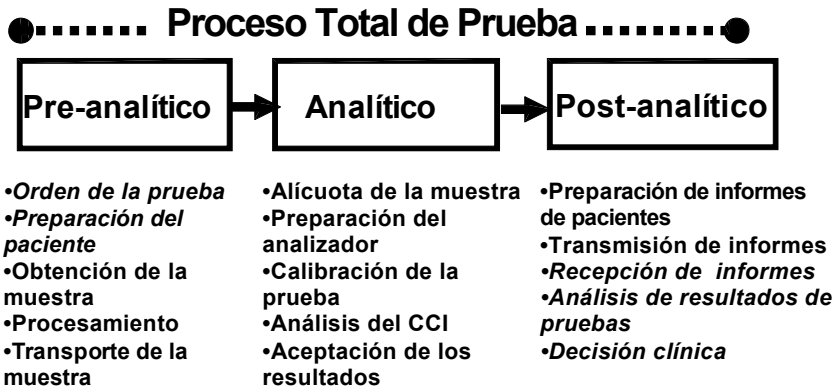 Proceso Total de Prueba
Pre-analítico
Analítico
Post-analítico
•Orden de la prueba
•Preparación del
paciente
•Obtención de la
muestra
•Procesamiento
•Transporte de la
muestra
•Alícuota de la muestra
•Preparación del
analizador
•Calibración de la
prueba
•Análisis del CCI
•Aceptación de los
resultados
•Preparación de informes
de pacientes
•Transmisión de informes
•Recepción de informes
•Análisis de resultados de
pruebas
•Decisión clínica